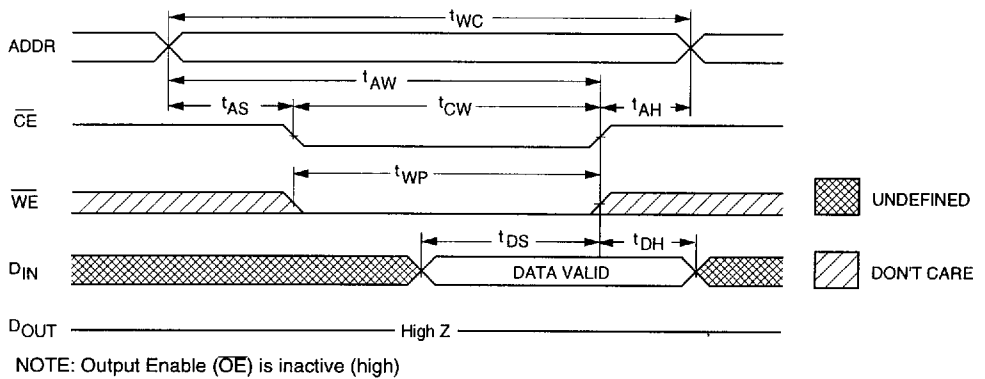 tWC
ADDR
tAW
tAS
tCW
tAH
CE
tWP
WE
UNDEFINED
tDS
tDH
DIN
DATA VALID
DON'T CARE
DOUT
High Z
NOTE: Output Enable (OE) is inactive (high)